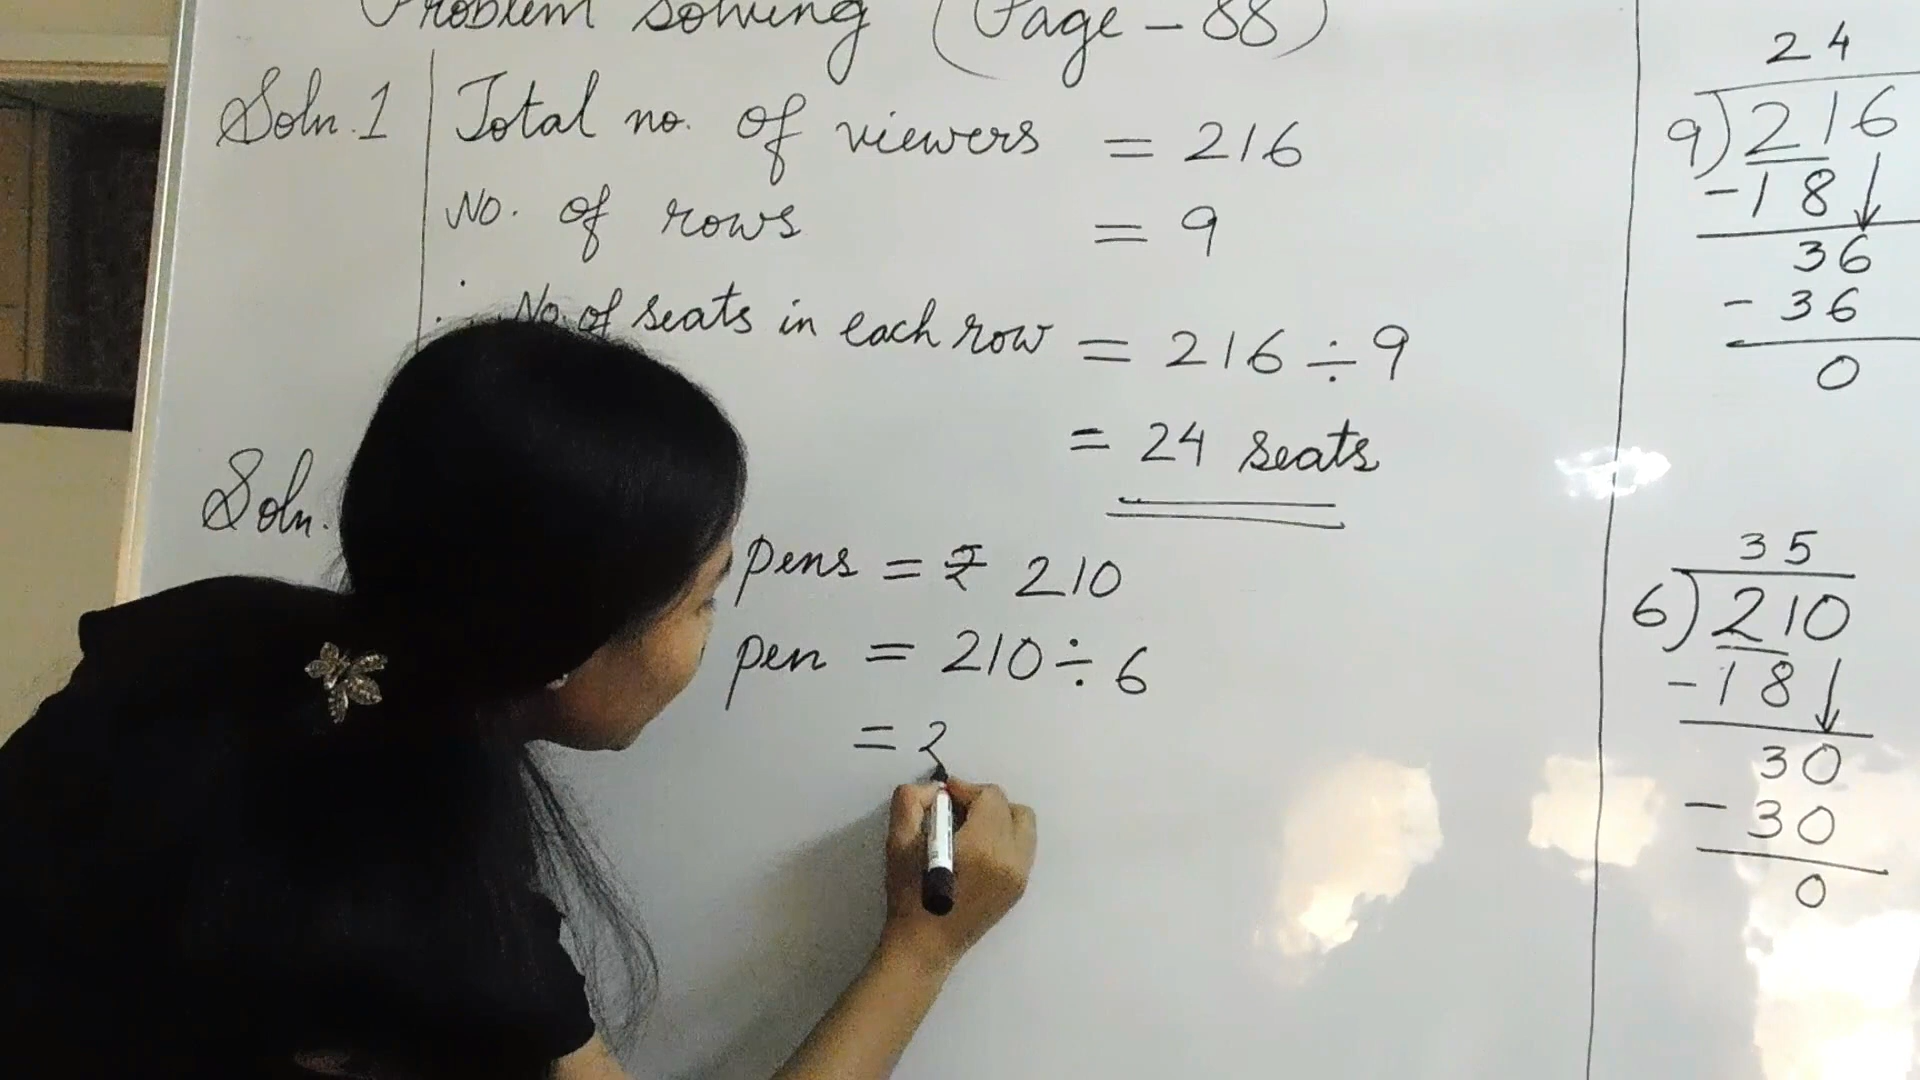 Problem Solving (Page - 88)
Soln. 1 Total no. of viewers = 216
No. of rows = 9
∴ No. of seats in each row = 216 ÷ 9
= 24 seats
Soln.
pens = ₹ 210
pen = 210 ÷ 6
=
24
9)216
-18↓
36
- 36
0
35
6)210
-18↓
30
- 30
0